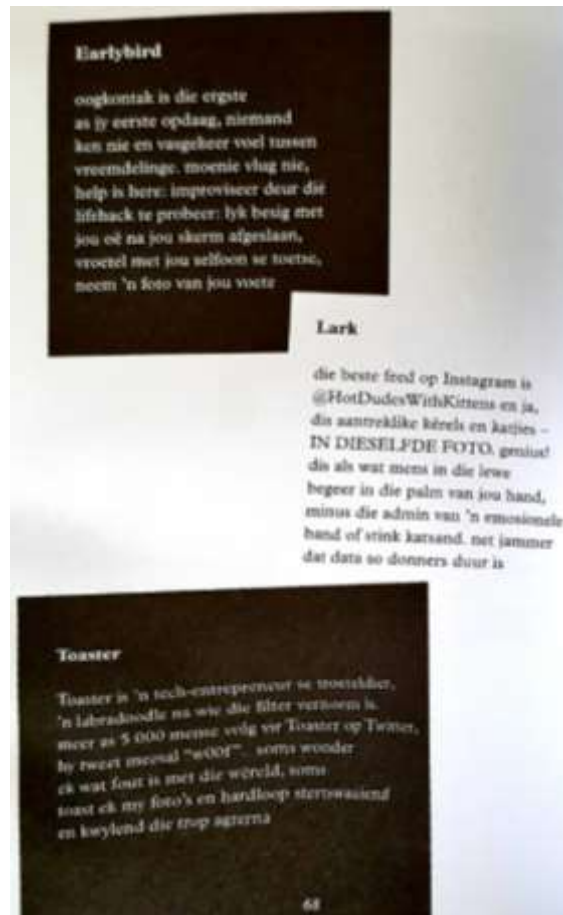 Earlybird
oogkontak is die ergste
as jy eerste opdaag, niemand
ken nie en vasgekeer voel tussen
vreemdelinge. moenie vlug nie,
help is here: improviseer deur die
lifehack te probeer: lyk besig met
jou oë na jou skerm afgeslaan,
vroetel met jou selfoon se toetse,
neem 'n foto van jou voete
Lark
die beste feed op Instagram is
@HotDudesWithKittens en ja,
dis aantreklike kêrels en katjies –
IN DIESELFDE FOTO. genius!
dis als wat mens in die lewe
begeer in die palm van jou hand,
minus die admin van 'n emosionele
band of stink katsand. net jammer
dat data so donners duur is
Toaster
Toaster is 'n tech-entrepreneur se troeteldier,
'n labradoodle na wie die filter vernoem is.
meer as 5 000 mense volg vir Toaster op Twitter,
hy tweet meesal "w00f". soms wonder
ek wat fout is met die wêreld, soms
toast ek my foto's en hardloop stertswaaiend
en kwylend die trop agterna
68